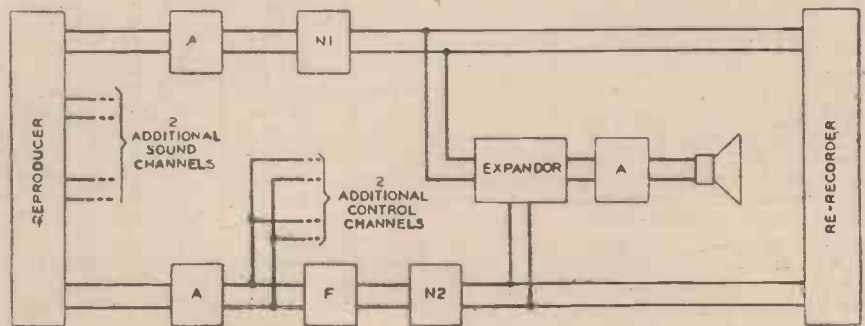 A
N1
REPRODUCER
2
ADDITIONAL
SOUND
CHANNELS
2
ADDITIONAL
CONTROL
CHANNELS
EXPANDOR
A
RE-RECORDER
A
F
N2